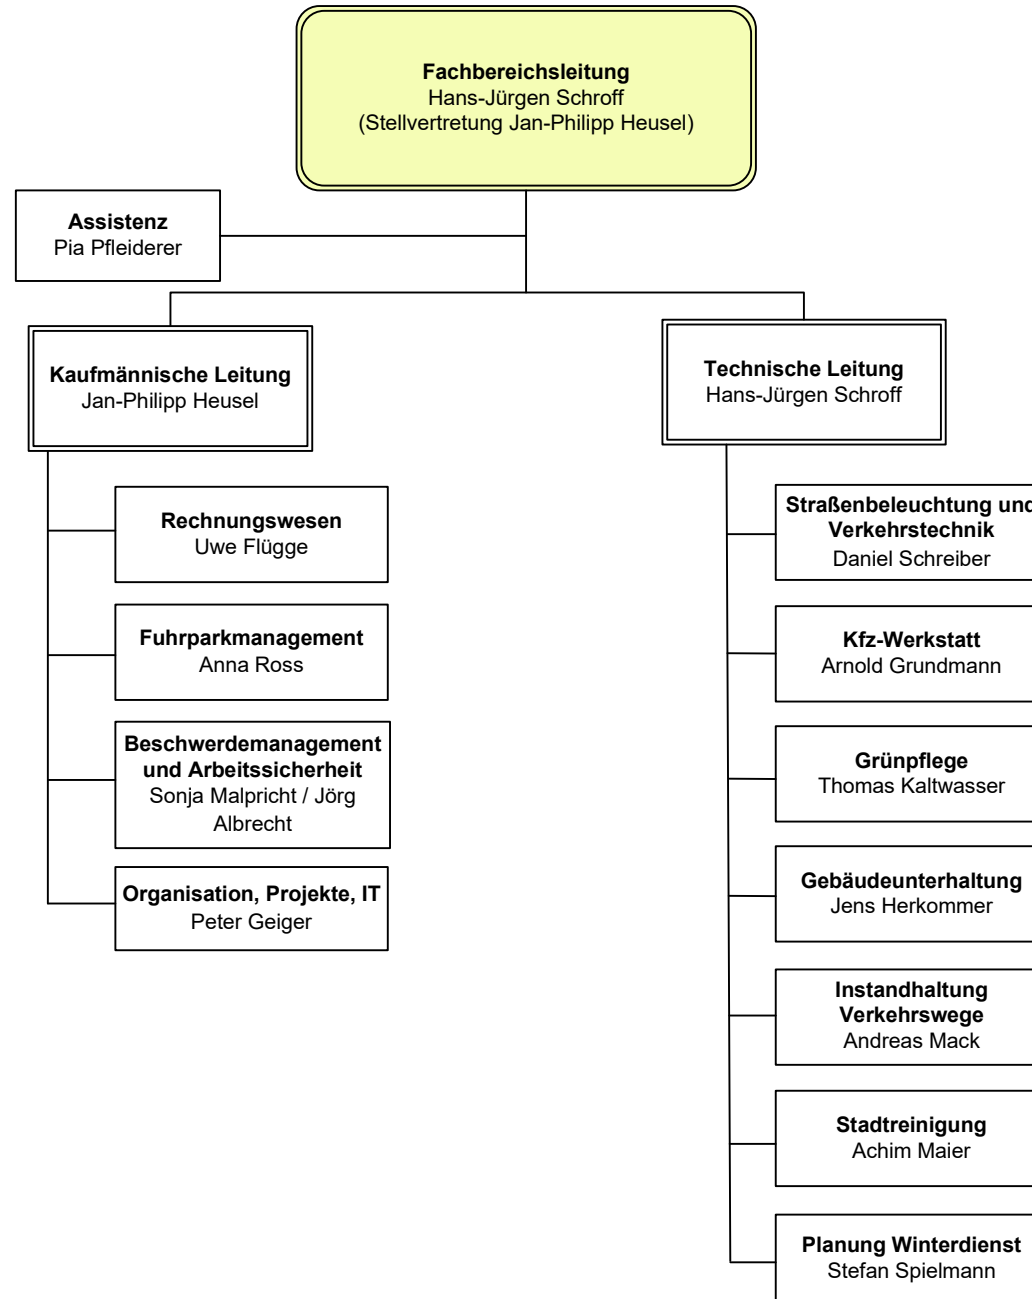 Fachbereichsleitung
Hans-Jürgen Schroff
(Stellvertretung Jan-Philipp Heusel)
Assistenz
Pia Pfleiderer
Kaufmännische Leitung
Jan-Philipp Heusel
Rechnungswesen
Uwe Flügge
Fuhrparkmanagement
Anna Ross
Beschwerdemanagement
und Arbeitssicherheit
Sonja Malpricht / Jörg
Albrecht
Organisation, Projekte, IT
Peter Geiger
Technische Leitung
Hans-Jürgen Schroff
Straßenbeleuchtung und
Verkehrstechnik
Daniel Schreiber
Kfz-Werkstatt
Arnold Grundmann
Grünpflege
Thomas Kaltwasser
Gebäudeunterhaltung
Jens Herkommer
Instandhaltung
Verkehrswege
Andreas Mack
Stadtreinigung
Achim Maier
Planung Winterdienst
Stefan Spielmann